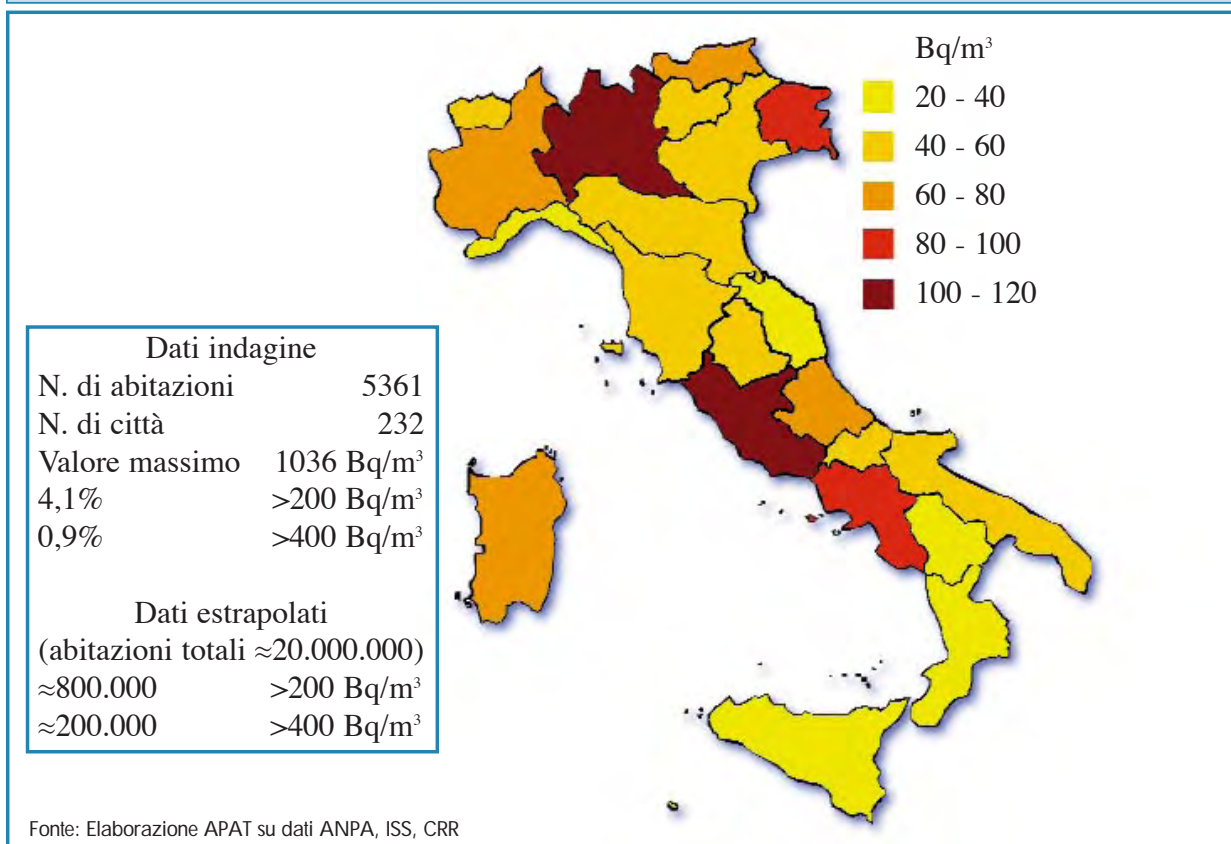 Bq/m³
20 - 40
40 - 60
60 - 80
80 - 100
100 - 120
Dati indagine
N. di abitazioni 5361
N. di città 232
Valore massimo 1036 Bq/m³
4,1% >200 Bq/m³
0,9% >400 Bq/m³
Dati estrapolati
(abitazioni totali ≈20.000.000)
≈800.000 >200 Bq/m³
≈200.000 >400 Bq/m³
Fonte: Elaborazione APAT su dati ANPA, ISS, CRR